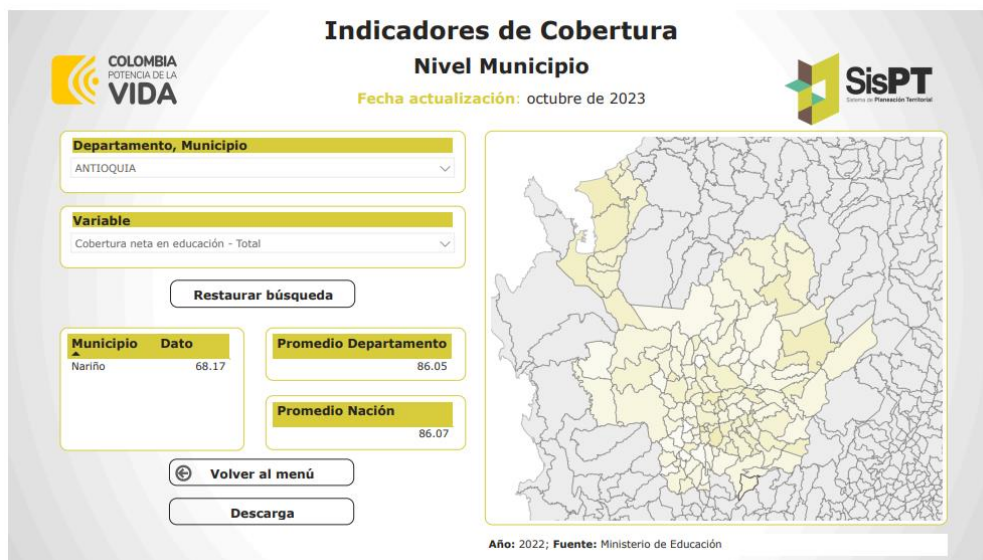 Indicadores de Cobertura
Nivel Municipio
Fecha actualización: octubre de 2023
COLOMBIA
POTENCIA DE LA
VIDA
SisPT
Sistema de Planeación Territorial
Departamento, Municipio
ANTIOQUIA
Variable
Cobertura neta en educación - Total
Restaurar búsqueda
Municipio Dato
Nariño 68.17
Promedio Departamento
86.05
Promedio Nación
86.07
Volver al menú
Descarga
Año: 2022; Fuente: Ministerio de Educación